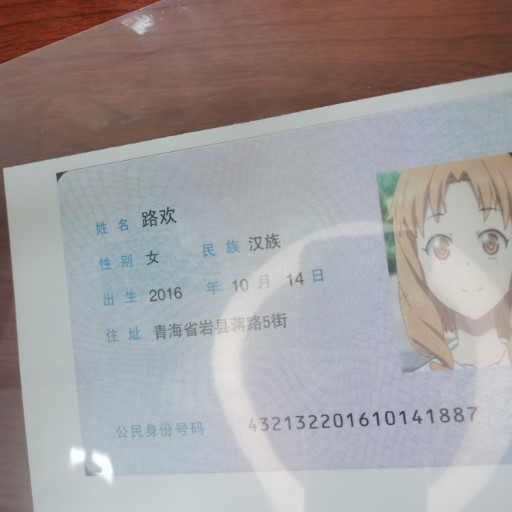 姓名 路欢
性别 女 民族 汉族
出生 2016 年 10 月 14 日
住址 青海省岩县蒋路5街
公民身份号码 432132201610141887